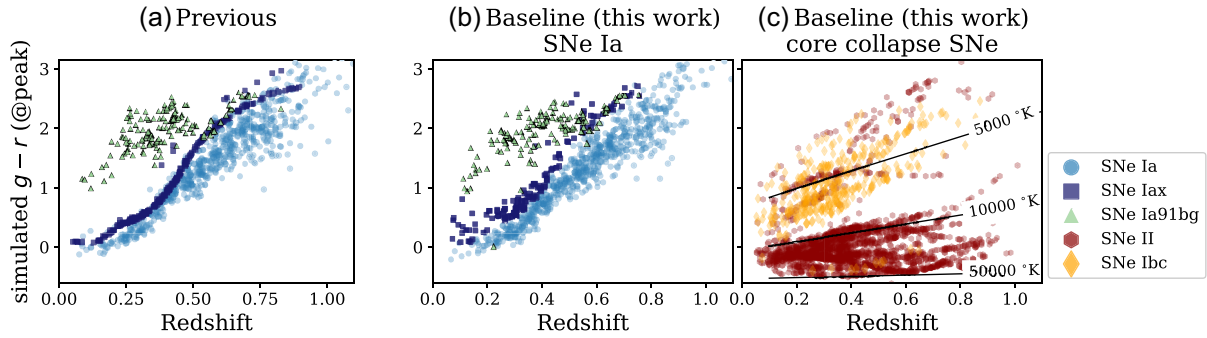 (a) Previous
(b) Baseline (this work)
SNe Ia
(c) Baseline (this work)
core collapse SNe
simulated g − r (@peak)
3
2
1
0
0.00 0.25 0.50 0.75 1.00
Redshift
3
2
1
0
0.0 0.2 0.4 0.6 0.8 1.0
Redshift
5000 °K
10000 °K
50000 °K
0.2 0.4 0.6 0.8 1.0
Redshift
SNe Ia
SNe Iax
SNe Ia91bg
SNe II
SNe Ibc